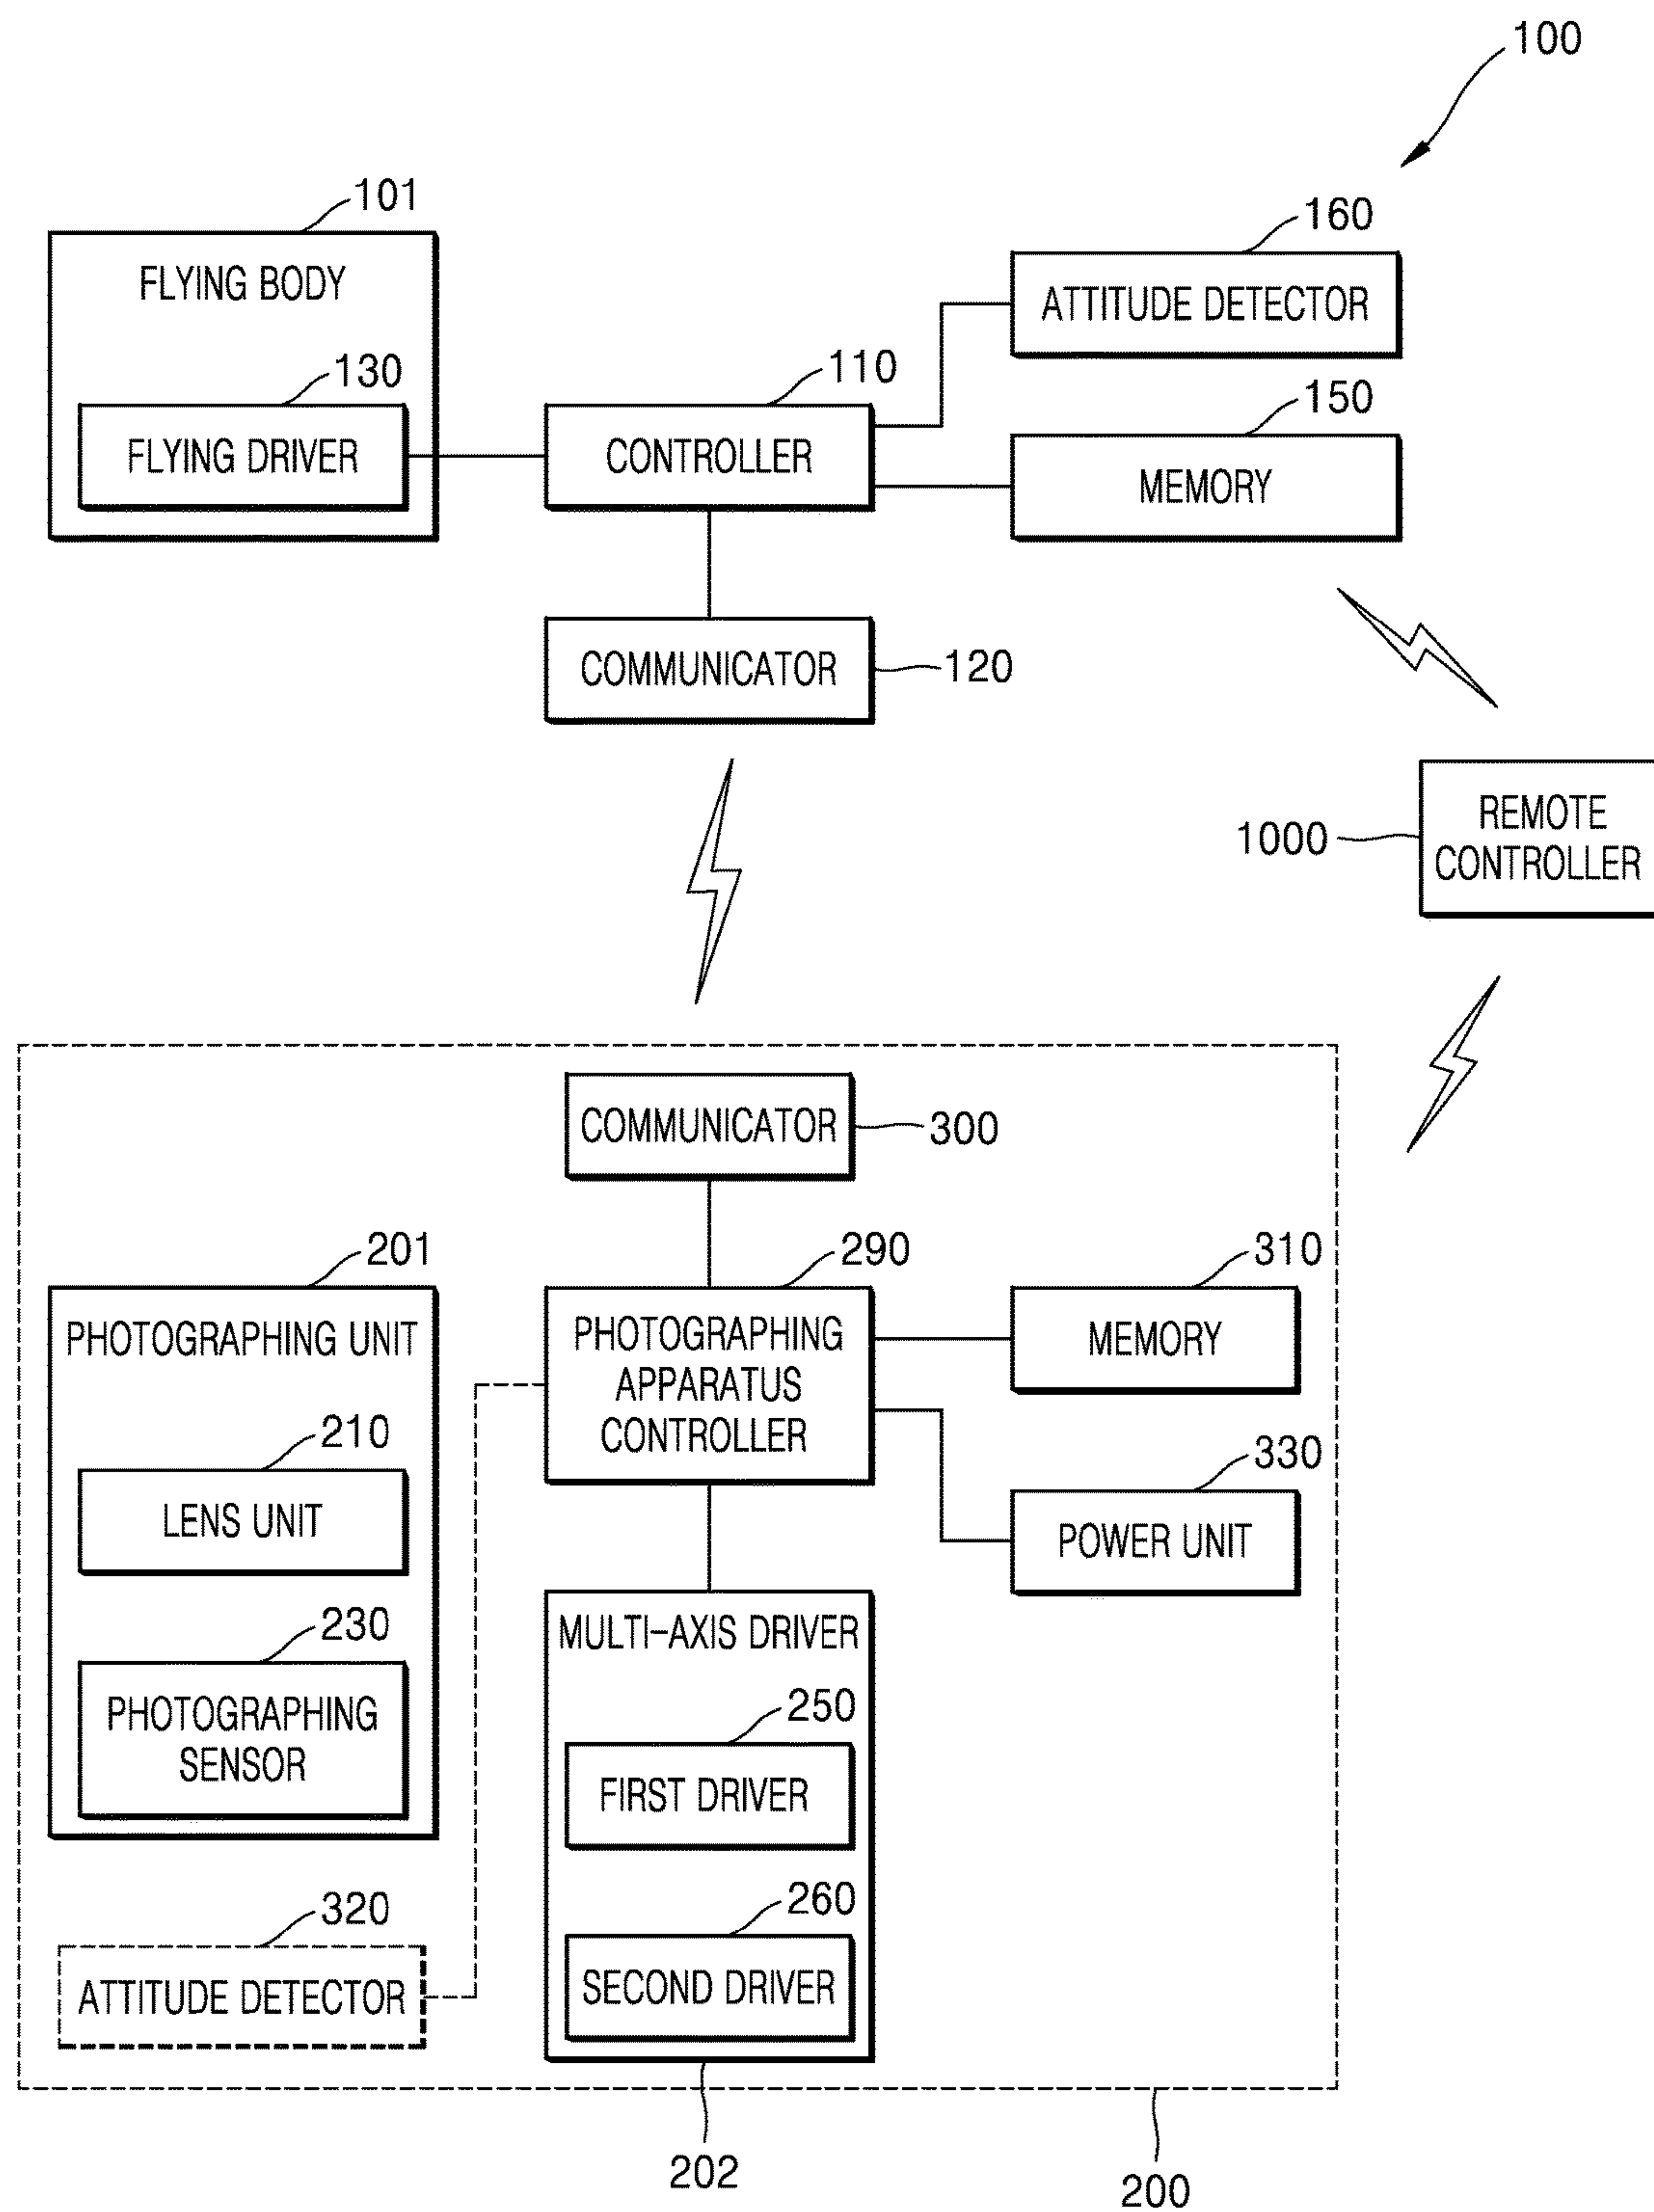 100
101
160
FLYING BODY
ATTITUDE DETECTOR
130
110
150
FLYING DRIVER
CONTROLLER
MEMORY
COMMUNICATOR
120
1000
REMOTE
CONTROLLER
COMMUNICATOR
300
201
290
310
PHOTOGRAPHING UNIT
PHOTOGRAPHING
APPARATUS
CONTROLLER
MEMORY
210
330
LENS UNIT
POWER UNIT
230
MULTI-AXIS DRIVER
PHOTOGRAPHING
SENSOR
250
FIRST DRIVER
320
260
ATTITUDE DETECTOR
SECOND DRIVER
202
200